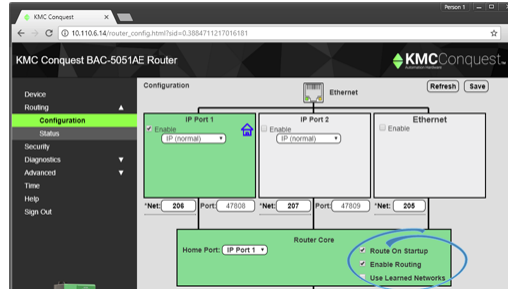 Person 1
KMC Conquest
10.110.6.14/router_config.html?sid=0.3884711217016181
KMC Conquest BAC-5051AE Router
KMCConquest
Device
Routing
Configuration
Status
Security
Diagnostics
Advanced
Time
Help
Sign Out
Configuration
Ethernet
Refresh
Save
IP Port 1
Enable
IP (normal)
IP Port 2
Enable
IP (normal)
Ethernet
Enable
*Net: 206 Port: 47808
*Net: 207 Port: 47809
*Net: 205
Router Core
Home Port: IP Port 1
Route On Startup
Enable Routing
Use Learned Networks